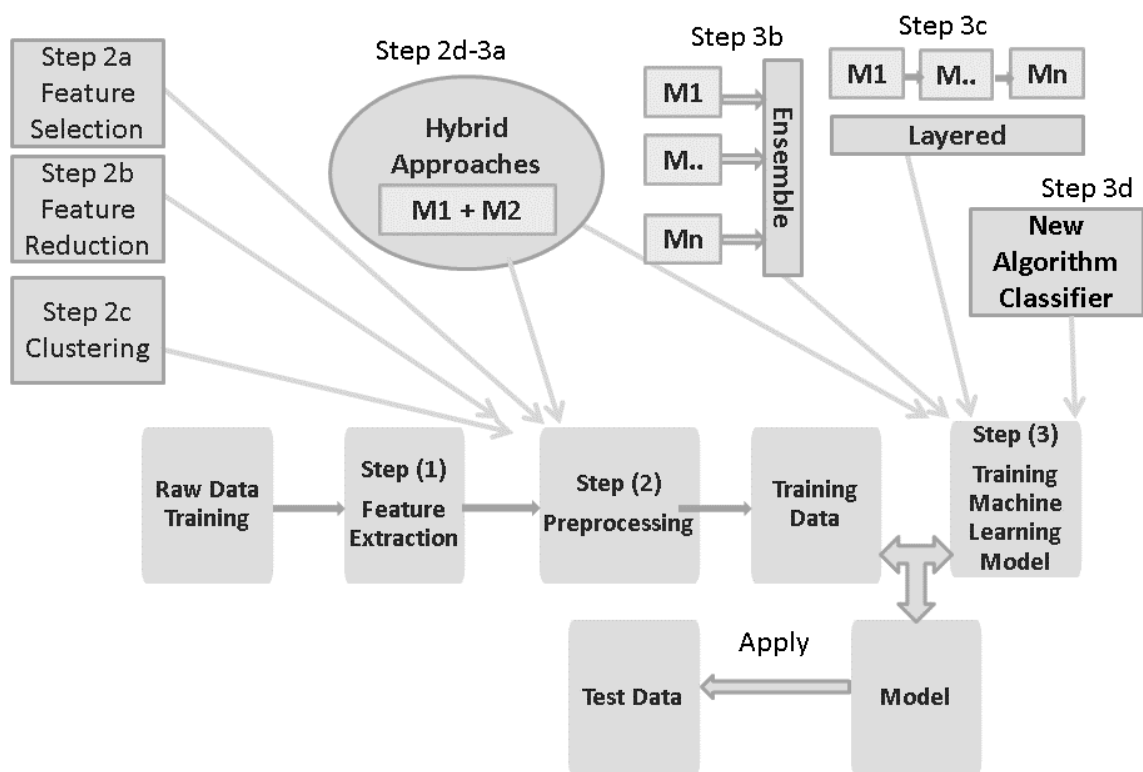 Step 2a
Feature
Selection
Step 2b
Feature
Reduction
Step 2c
Clustering
Step 2d-3a
Hybrid
Approaches
M1 + M2
Step 3b
M1
M..
Mn
Ensemble
Step 3c
M1
M..
Mn
Layered
Step 3d
New
Algorithm
Classifier
Raw Data
Training
Step (1)
Feature
Extraction
Step (2)
Preprocessing
Training
Data
Step (3)
Training
Machine
Learning
Model
Apply
Test Data
Model